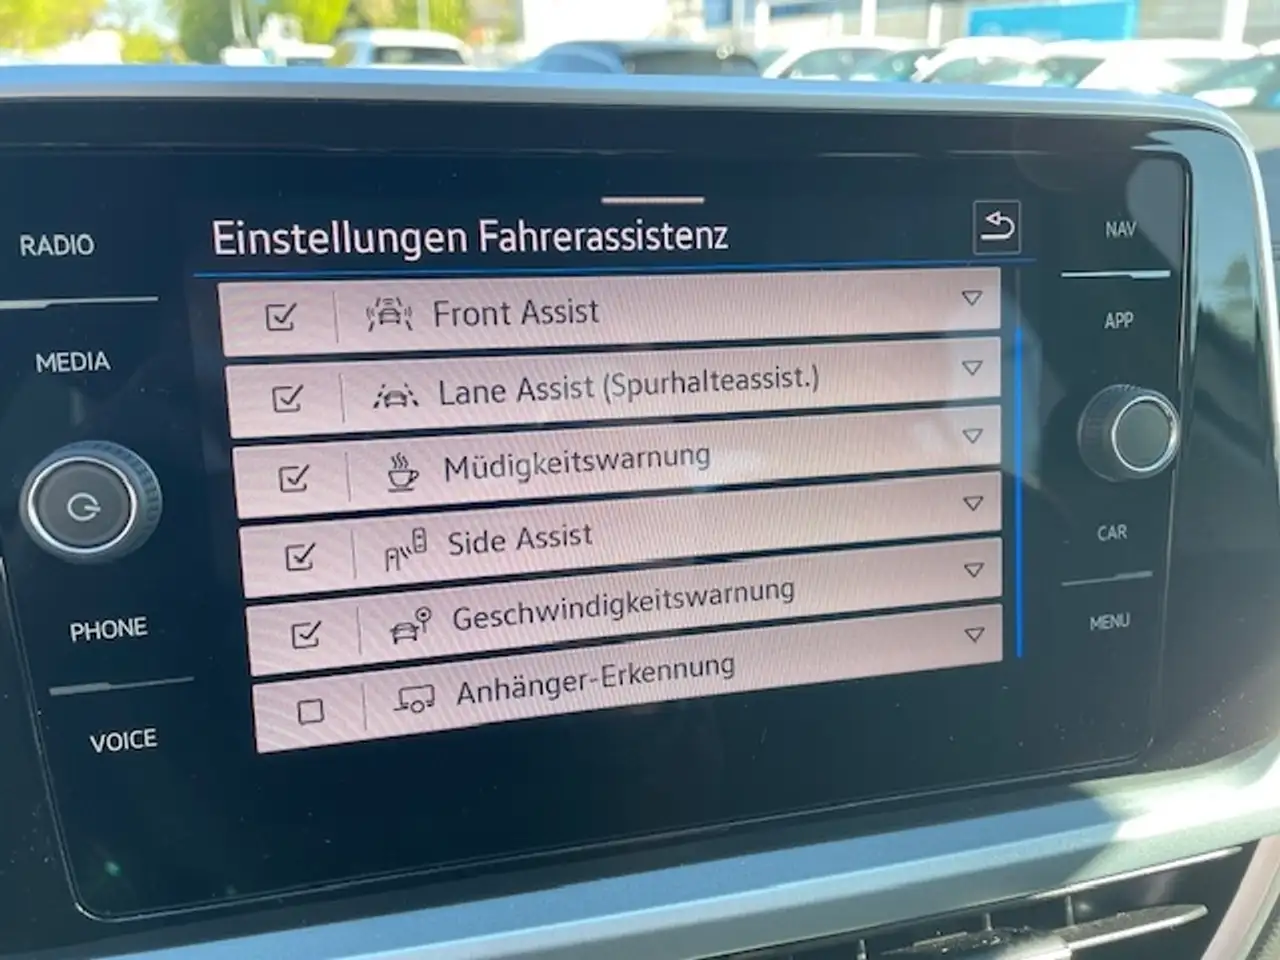 Einstellungen Fahrerassistenz
RADIO
MEDIA
PHONE
VOICE
Front Assist
Lane Assist (Spurhalteassist.)
Müdigkeitswarnung
Side Assist
Geschwindigkeitswarnung
Anhänger-Erkennung
NAV
APP
CAR
MENU